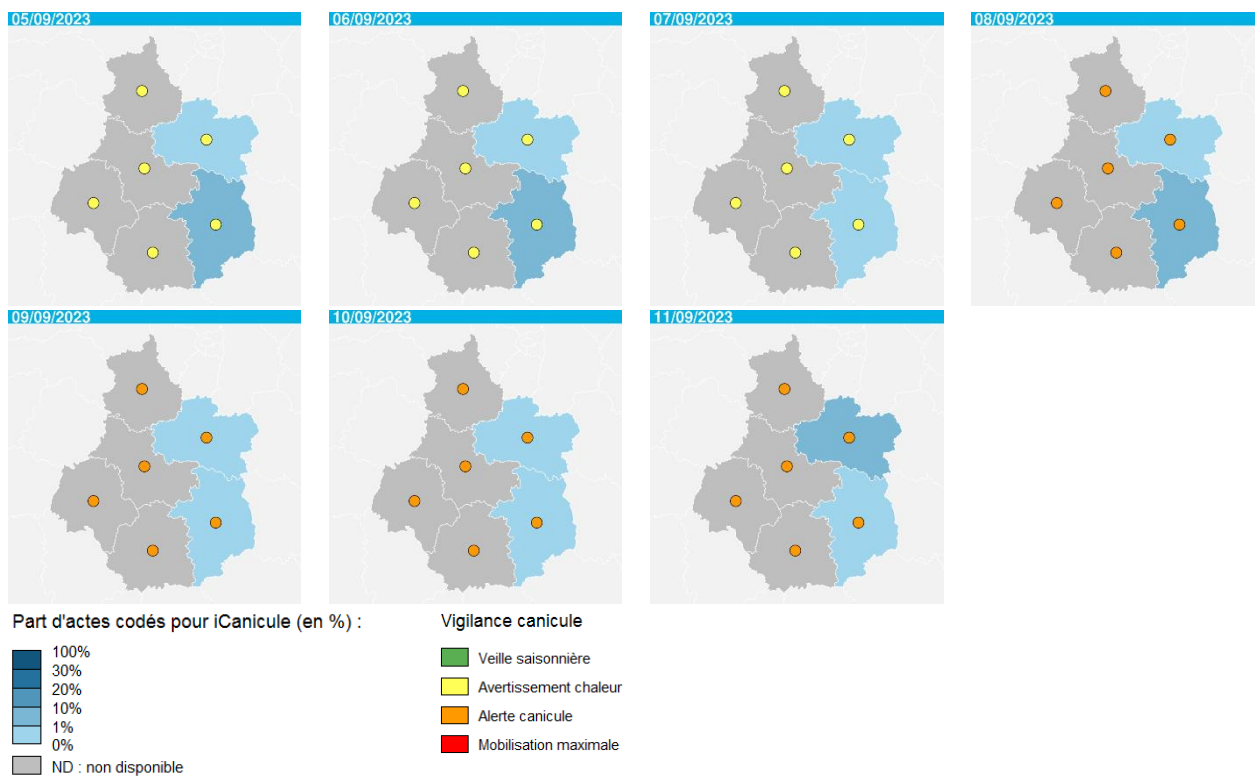 05/09/2023
06/09/2023
07/09/2023
08/09/2023
09/09/2023
10/09/2023
11/09/2023
Part d'actes codés pour iCanicule (en %) :
100%
30%
20%
10%
1%
0%
ND : non disponible
Vigilance canicule
Veille saisonnière
Avertissement chaleur
Alerte canicule
Mobilisation maximale